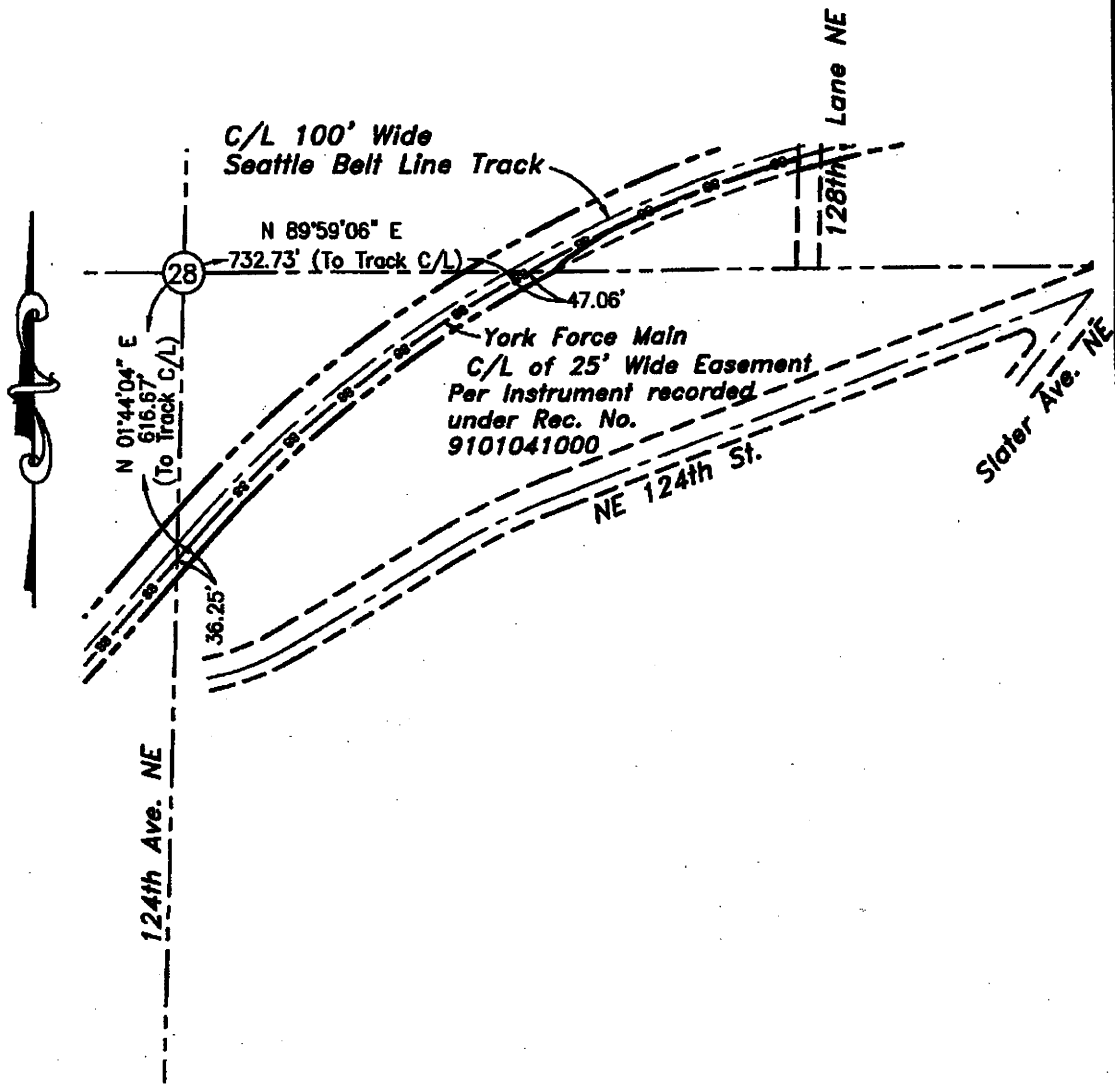 128th Lane NE
C/L 100' Wide
Seattle Belt Line Track
N 89°59'06" E
732.73' (To Track C/L)
28
47.06'
N 01°44'04" E
616.67'
(To Track C/L)
York Force Main
C/L of 25' Wide Easement
Per Instrument recorded
under Rec. No.
9101041000
Slater Ave. NE
NE 124th St.
36.25'
124th Ave. NE